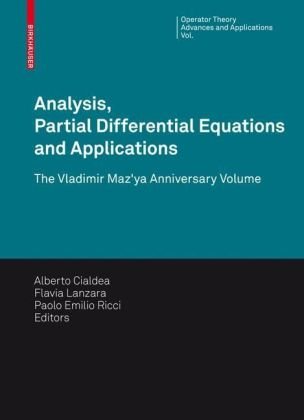 BIRKHAUSER
Operator Theory
Advances and Applications
Vol.
Analysis,
Partial Differential Equations
and Applications
The Vladimir Maz'ya Anniversary Volume
Alberto Cialdea
Flavia Lanzara
Paolo Emilio Ricci
Editors